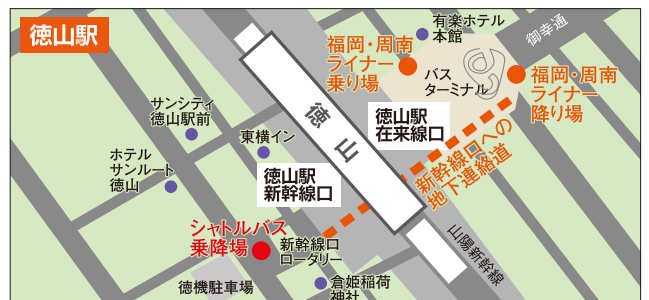 徳山駅
有楽ホテル
本館
御幸通
福岡・周南
ライナー
乗り場
バス
ターミナル
福岡・周南
ライナー
降り場
サンシティ
徳山駅前
東横イン
徳山
徳山駅
在来線口
新幹線口への
地下連絡道
ホテル
サンルート
徳山
徳山駅
新幹線口
シャトルバス
乗降場
新幹線口
ロータリー
山陽新幹線
徳機駐車場
倉姫稲荷
神社